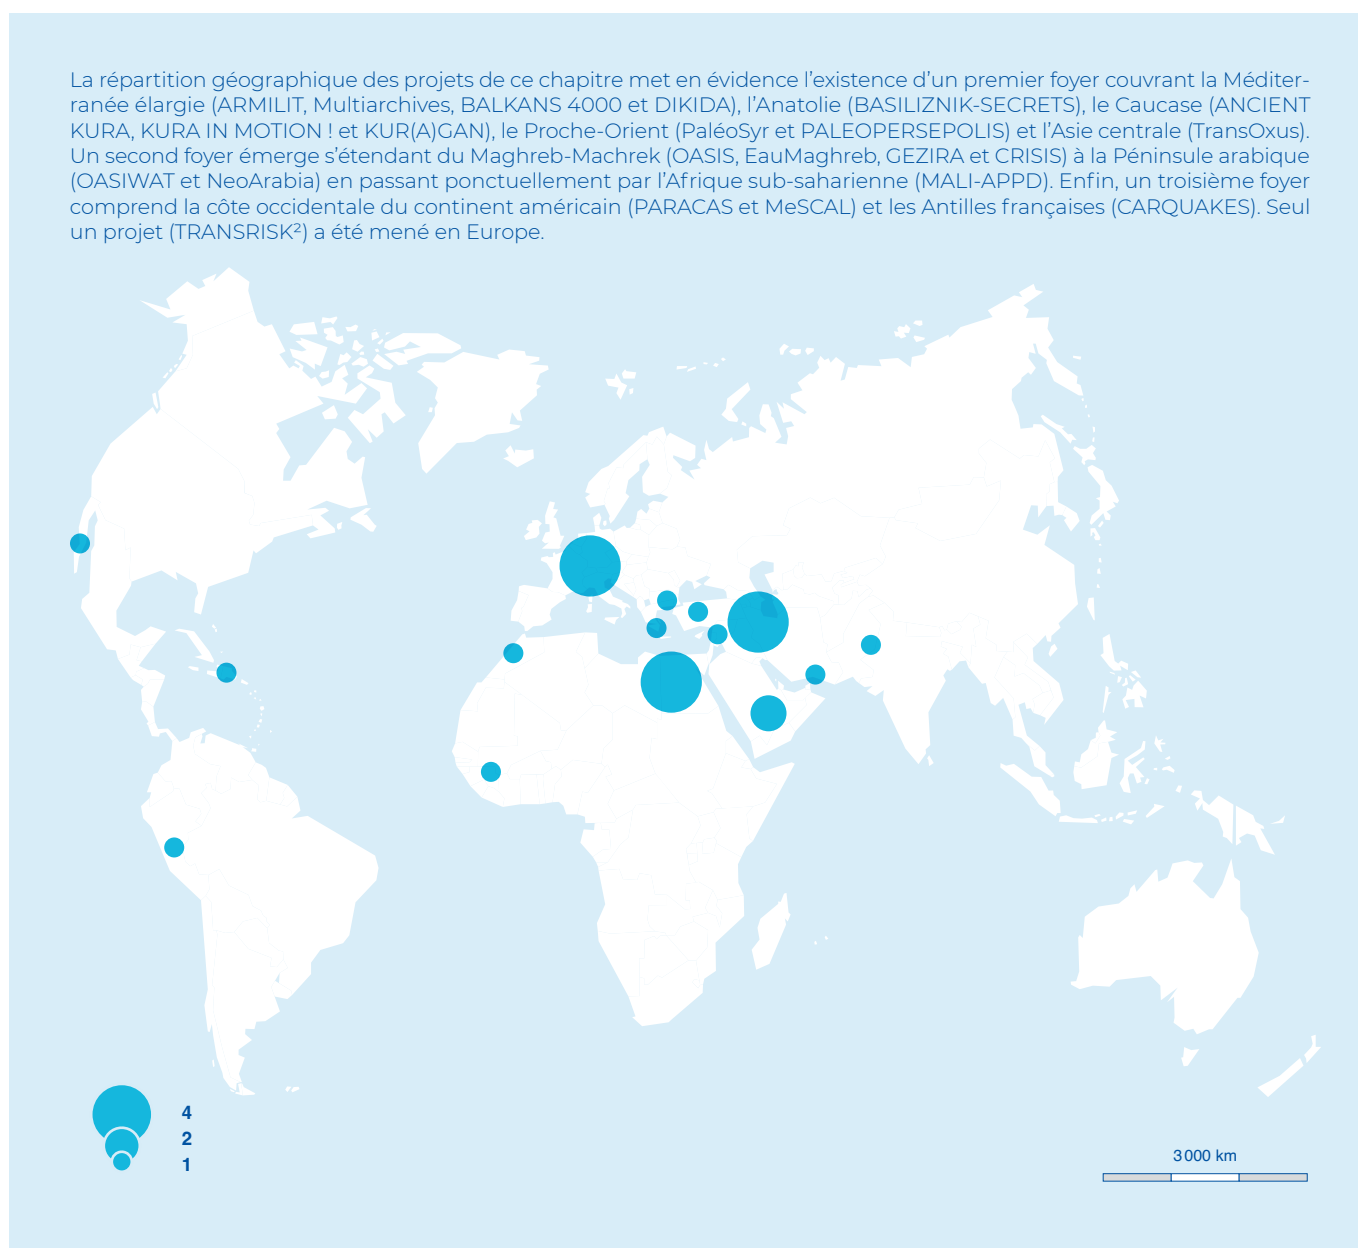 La répartition géographique des projets de ce chapitre met en évidence l'existence d'un premier foyer couvrant la Méditer-
ranée élargie (ARMILIT, Multiarchives, BALKANS 4000 et DIKIDA), l'Anatolie (BASILIZNIK-SECRETS), le Caucase (ANCIENT
KURA, KURA IN MOTION ! et KUR(A)GAN), le Proche-Orient (PaléoSyr et PALEOPERSEPOLIS) et l'Asie centrale (TransOxus).
Un second foyer émerge s'étendant du Maghreb-Machrek (OASIS, EauMaghreb, GEZIRA et CRISIS) à la Péninsule arabique
(OASIWAT et NeoArabia) en passant ponctuellement par l'Afrique sub-saharienne (MALI-APPD). Enfin, un troisième foyer
comprend la côte occidentale du continent américain (PARACAS et MeSCAL) et les Antilles françaises (CARQUAKES). Seul
un projet (TRANSRISK²) a été mené en Europe.
4
2
1
3 000 km